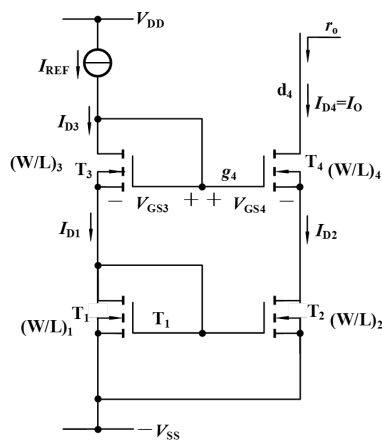 V_DD
r_o
I_REF
d_4
I_D4=I_O
I_D3
(W/L)_3
T_3
g_4
T_4
(W/L)_4
− V_GS3 + + V_GS4 −
I_D1
I_D2
T_1
T_1
T_2
(W/L)_1
(W/L)_2
−V_SS